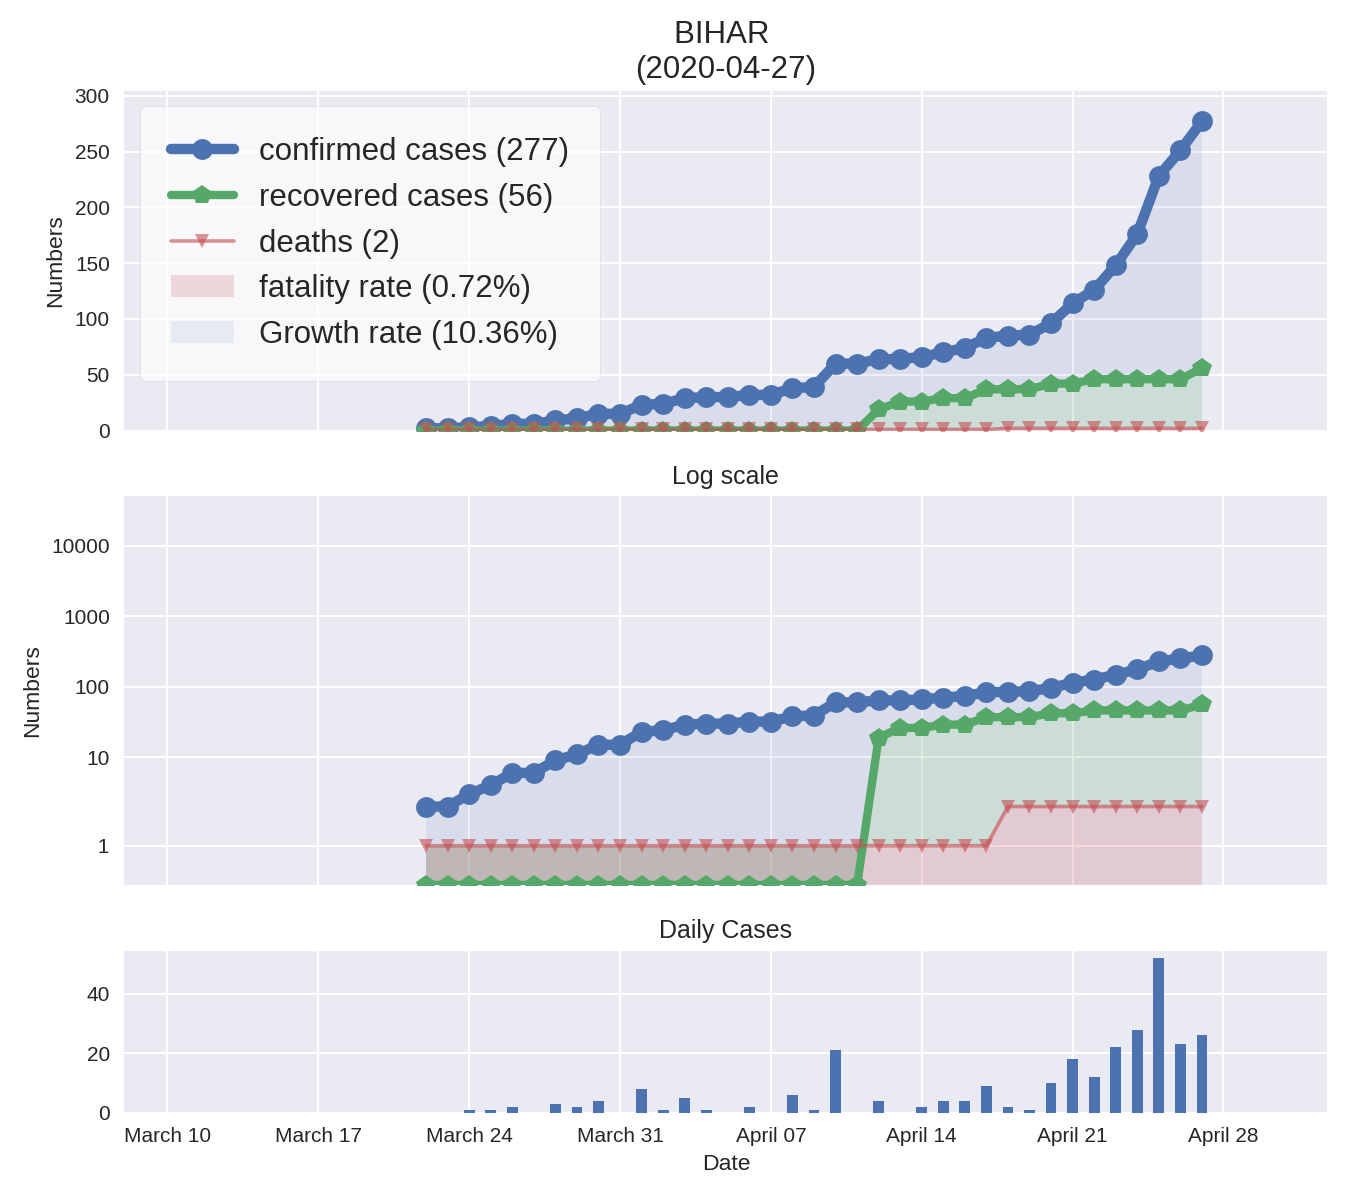 BIHAR
(2020-04-27)
300
250
200
150
100
50
0
Numbers
confirmed cases (277)
recovered cases (56)
deaths (2)
fatality rate (0.72%)
Growth rate (10.36%)
Log scale
10000
1000
100
10
1
Numbers
Daily Cases
40
20
0
March 10 March 17 March 24 March 31 April 07 April 14 April 21 April 28
Date